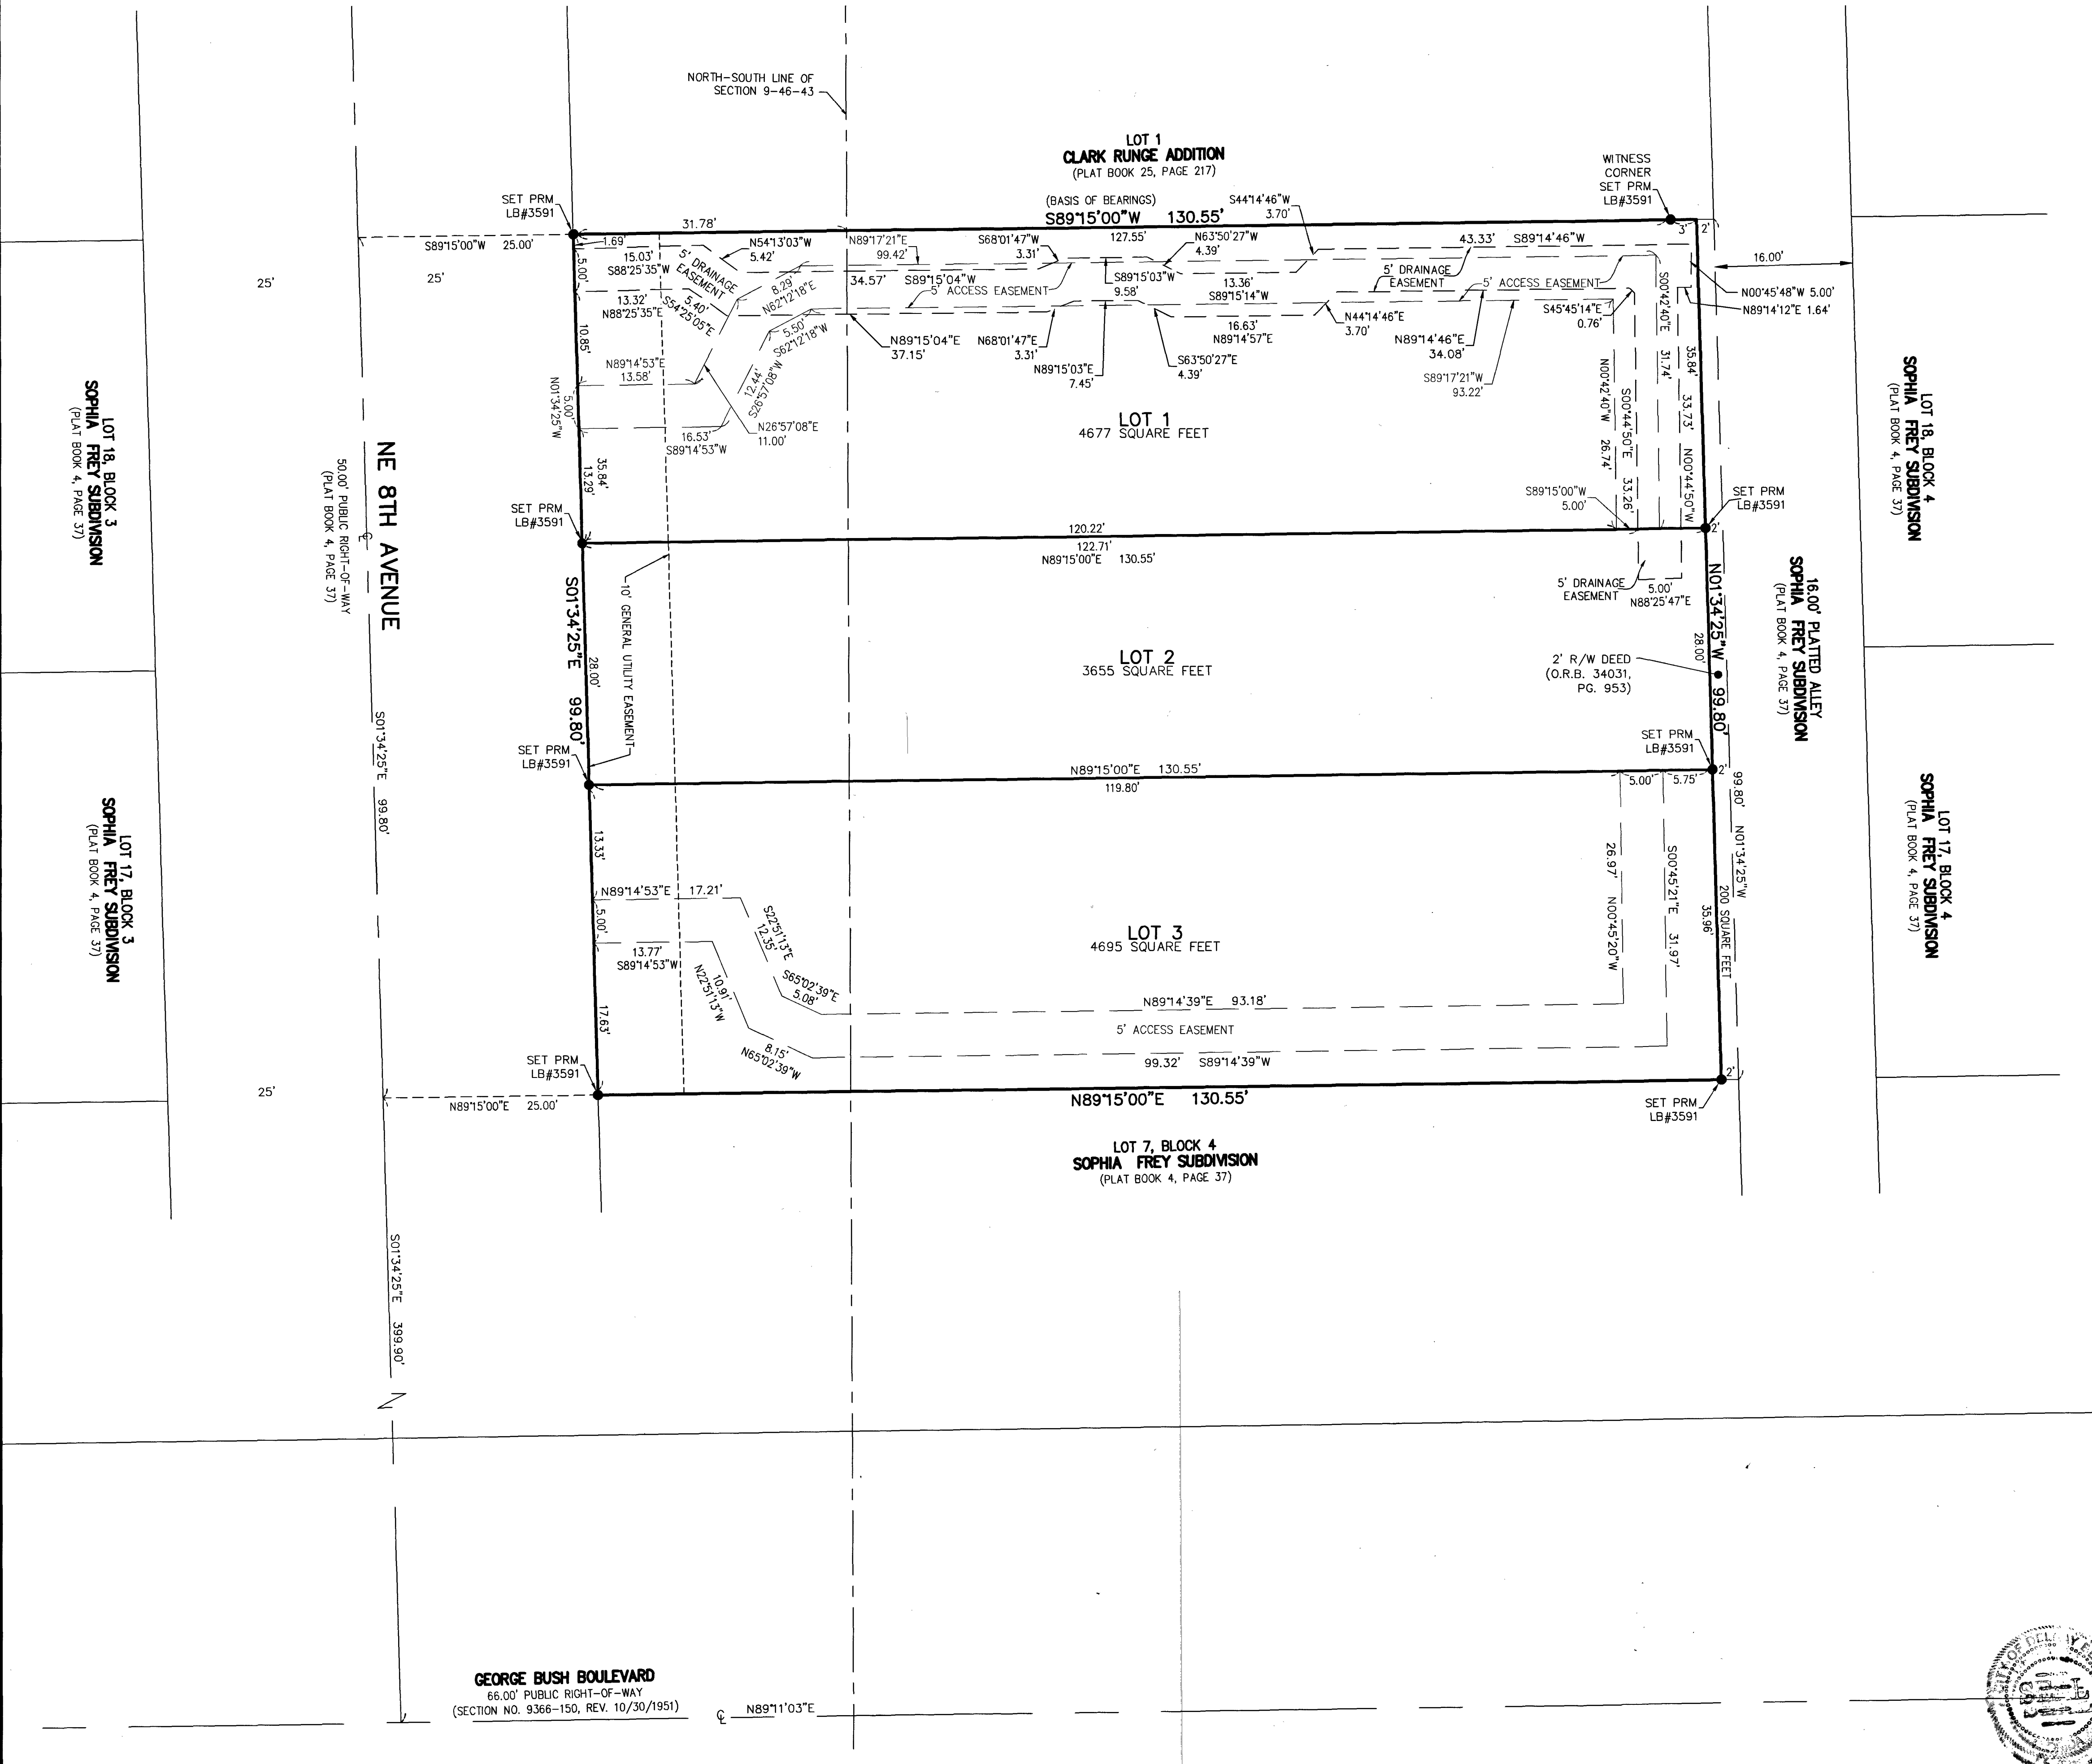 NORTH-SOUTH LINE OF
SECTION 9-46-43
LOT 1
CLARK RUNGE ADDITION
(PLAT BOOK 25, PAGE 217)
WITNESS
CORNER
SET PRM
LB#3591
SET PRM
LB#3591
(BASIS OF BEARINGS)
S89°15'00"W 130.55'
S44°14'46"W
3.70'
31.78'
127.55'
3'
2'
S89°15'00"W 25.00'
25'
25'
16.00'
1.69'
15.03'
S88°25'35"W
5' DRAINAGE
EASEMENT
N54°13'03"W
5.42'
N89°17'21"E
99.42'
S68°01'47"W
3.31'
N63°50'27"W
4.39'
43.33' S89°14'46"W
5.00'
13.32'
N88°25'35"E
5.40'
S54°25'05"E
8.29'
N62°12'18"E
34.57' S89°15'04"W
5' ACCESS EASEMENT
S89°15'03"W
9.58'
13.36'
S89°15'14"W
5' DRAINAGE
EASEMENT
5' ACCESS EASEMENT
S00°42'40"E 31.74'
N00°45'48"W 5.00'
N89°14'12"E 1.64'
5.50'
S62°12'18"W
N89°15'04"E
37.15'
N68°01'47"E
3.31'
N89°15'03"E
7.45'
S63°50'27"E
4.39'
16.63'
N89°14'57"E
N44°14'46"E
3.70'
N89°14'46"E
34.08'
S45°45'14"E
0.76'
S89°17'21"W
93.22'
10.85'
N89°14'53"E
13.58'
N01°34'25"W
5.00'
12.44'
S26°57'08"W
N26°57'08"E
11.00'
16.53'
S89°14'53"W
35.84'
13.29'
LOT 1
4677 SQUARE FEET
N00°42'40"W 26.74'
S00°44'50"E 33.26'
35.84'
33.73' N00°44'50"W
S89°15'00"W
5.00'
SET PRM
LB#3591
SET PRM
LB#3591
2'
120.22'
122.71'
N89°15'00"E 130.55'
5' DRAINAGE
EASEMENT
5.00'
N88°25'47"E
LOT 18, BLOCK 3
SOPHIA FREY SUBDIVISION
(PLAT BOOK 4, PAGE 37)
NE 8TH AVENUE
50.00' PUBLIC RIGHT-OF-WAY
(PLAT BOOK 4, PAGE 37)
LOT 18, BLOCK 4
SOPHIA FREY SUBDIVISION
(PLAT BOOK 4, PAGE 37)
16.00' PLATTED ALLEY
SOPHIA FREY SUBDIVISION
(PLAT BOOK 4, PAGE 37)
S01°34'25"E 99.80'
28.00'
10' GENERAL UTILITY EASEMENT
LOT 2
3655 SQUARE FEET
2' R/W DEED
(O.R.B. 34031,
PG. 953)
N01°34'25"W 99.80'
28.00'
SET PRM
LB#3591
SET PRM
LB#3591
2'
N89°15'00"E 130.55'
119.80'
5.00'
5.75'
S01°34'25"E 99.80'
99.80' N01°34'25"W
200 SQUARE FEET
LOT 17, BLOCK 3
SOPHIA FREY SUBDIVISION
(PLAT BOOK 4, PAGE 37)
LOT 17, BLOCK 4
SOPHIA FREY SUBDIVISION
(PLAT BOOK 4, PAGE 37)
13.33'
N89°14'53"E 17.21'
5.00'
13.77'
S89°14'53"W
S22°51'13"E
12.35'
10.91'
N22°51'13"W
S65°02'39"E
5.08'
8.15'
N65°02'39"W
17.63'
LOT 3
4695 SQUARE FEET
26.97' N00°45'20"W
S00°45'21"E 31.97'
35.96'
N89°14'39"E 93.18'
5' ACCESS EASEMENT
99.32' S89°14'39"W
SET PRM
LB#3591
25'
N89°15'00"E 25.00'
N89°15'00"E 130.55'
2'
SET PRM
LB#3591
LOT 7, BLOCK 4
SOPHIA FREY SUBDIVISION
(PLAT BOOK 4, PAGE 37)
S01°34'25"E 399.90'
GEORGE BUSH BOULEVARD
66.00' PUBLIC RIGHT-OF-WAY
(SECTION NO. 9366-150, REV. 10/30/1951)
N89°11'03"E
CITY OF